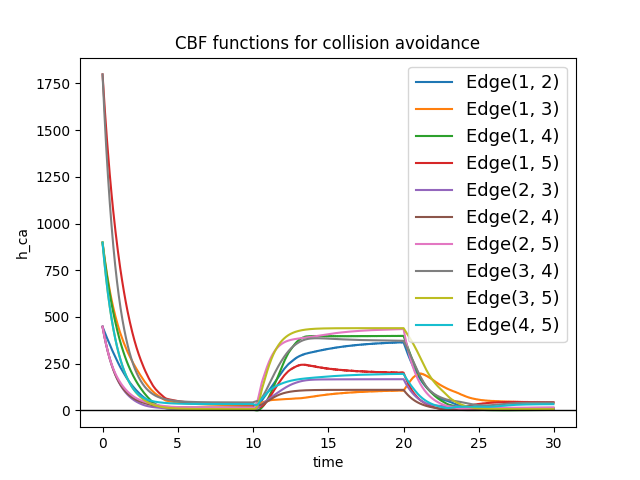 CBF functions for collision avoidance
h_ca
1750
1500
1250
1000
750
500
250
0
Edge(1, 2)
Edge(1, 3)
Edge(1, 4)
Edge(1, 5)
Edge(2, 3)
Edge(2, 4)
Edge(2, 5)
Edge(3, 4)
Edge(3, 5)
Edge(4, 5)
0 5 10 15 20 25 30
time